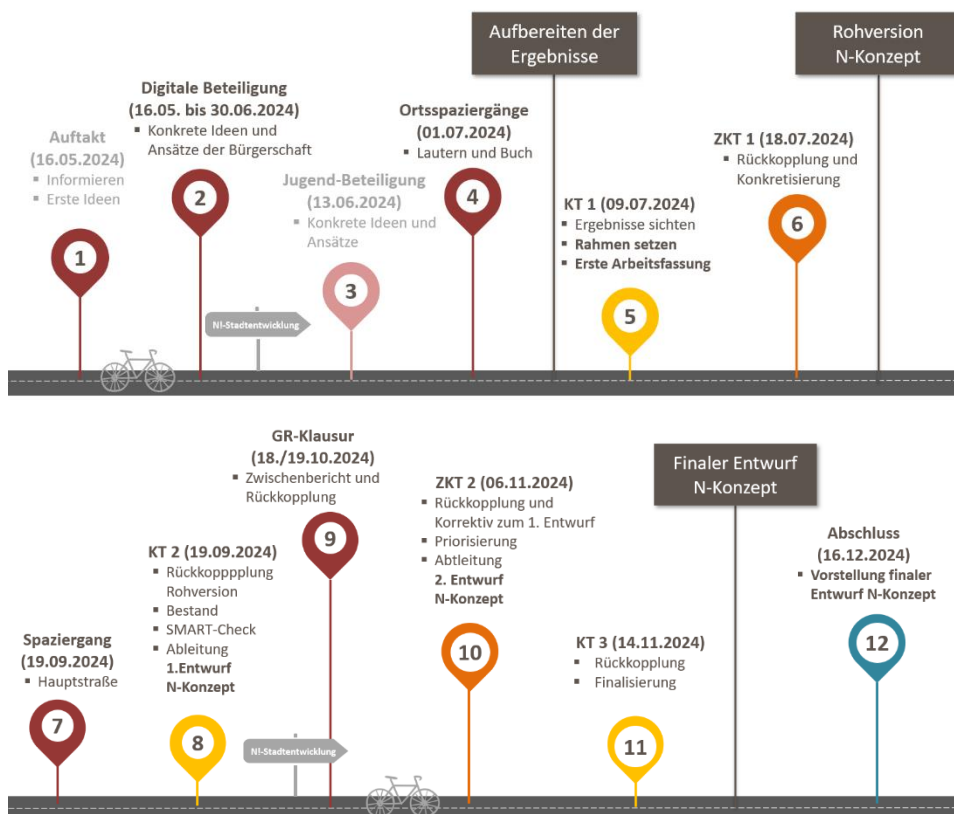 Aufbereiten der
Ergebnisse
Rohversion
N-Konzept
Auftakt
(16.05.2024)
▪ Informieren
▪ Erste Ideen
1
Digitale Beteiligung
(16.05. bis 30.06.2024)
▪ Konkrete Ideen und
Ansätze der Bürgerschaft
2
N!-Stadtentwicklung
Jugend-Beteiligung
(13.06.2024)
▪ Konkrete Ideen und
Ansätze
3
Ortsspaziergänge
(01.07.2024)
▪ Lautern und Buch
4
KT 1 (09.07.2024)
▪ Ergebnisse sichten
▪ Rahmen setzen
▪ Erste Arbeitsfassung
5
ZKT 1 (18.07.2024)
▪ Rückkopplung und
Konkretisierung
6
Spaziergang
(19.09.2024)
▪ Hauptstraße
7
KT 2 (19.09.2024)
▪ Rückkopppplung
Rohversion
▪ Bestand
▪ SMART-Check
▪ Ableitung
1.Entwurf
N-Konzept
8
N!-Stadtentwicklung
GR-Klausur
(18./19.10.2024)
▪ Zwischenbericht und
Rückkopplung
9
ZKT 2 (06.11.2024)
▪ Rückkopplung und
Korrektiv zum 1. Entwurf
▪ Priorisierung
▪ Abtleitung
2. Entwurf
N-Konzept
10
KT 3 (14.11.2024)
▪ Rückkopplung
▪ Finalisierung
11
Finaler Entwurf
N-Konzept
Abschluss
(16.12.2024)
▪ Vorstellung finaler
Entwurf N-Konzept
12